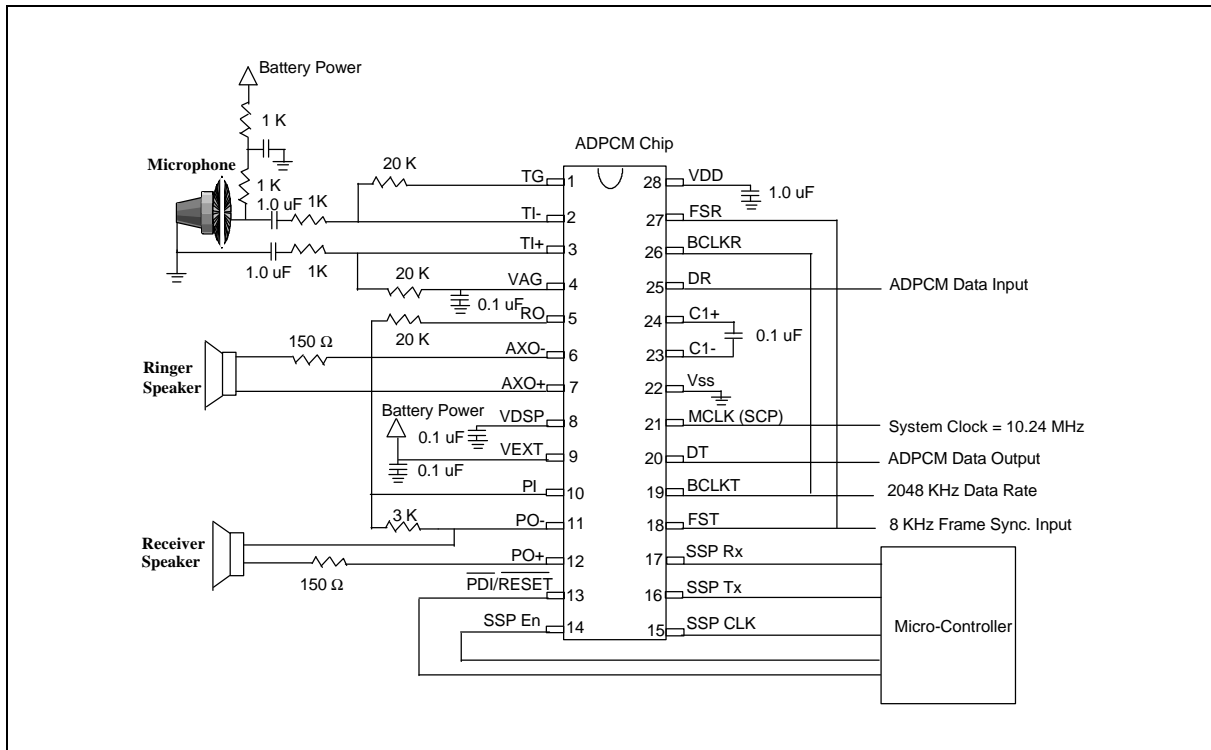 Battery Power
1 K
ADPCM Chip
Microphone
1 K
1.0 uF
1K
20 K
TG
1
28
VDD
1.0 uF
TI-
2
27
FSR
TI+
3
26
BCLKR
1.0 uF
1K
20 K
VAG
4
25
DR
ADPCM Data Input
0.1 uF
RO
5
24
C1+
20 K
0.1 uF
150 Ω
AXO-
6
23
C1-
Ringer
Speaker
AXO+
7
22
Vss
Battery Power
VDSP
8
21
MCLK (SCP)
System Clock = 10.24 MHz
0.1 uF
VEXT
9
20
DT
ADPCM Data Output
0.1 uF
PI
10
19
BCLKT
2048 KHz Data Rate
3 K
PO-
11
18
FST
8 KHz Frame Sync. Input
Receiver
Speaker
150 Ω
PO+
12
17
SSP Rx
PDI/RESET
13
16
SSP Tx
SSP En
14
15
SSP CLK
Micro-Controller